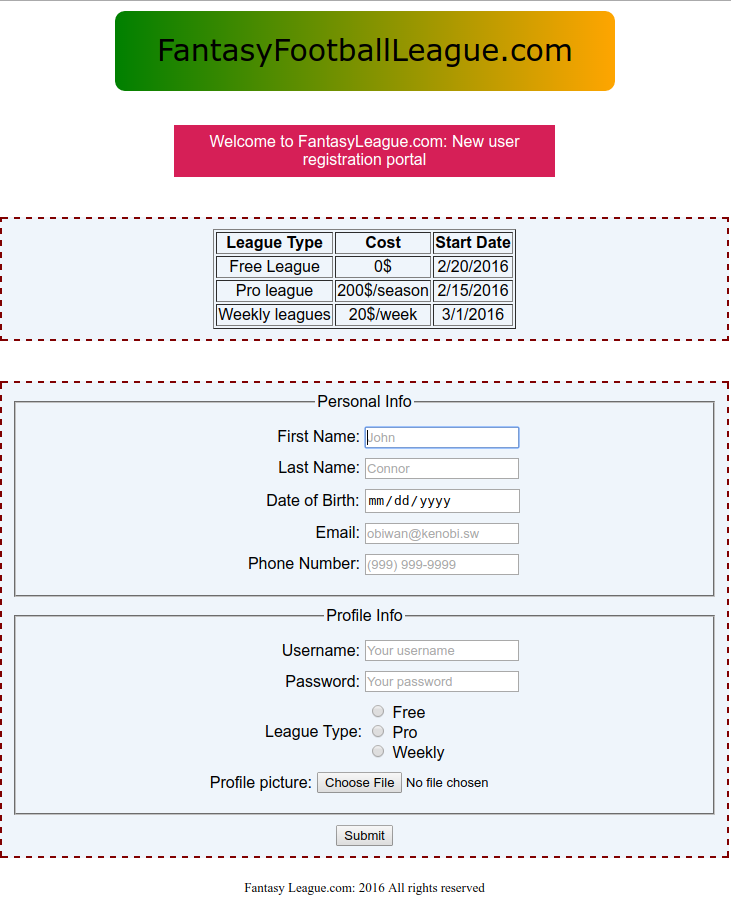 FantasyFootballLeague.com
Welcome to FantasyLeague.com: New user
registration portal
League Type Cost Start Date
Free League 0$ 2/20/2016
Pro league 200$/season 2/15/2016
Weekly leagues 20$/week 3/1/2016
Personal Info
First Name: John
Last Name: Connor
Date of Birth: mm/dd/yyyy
Email: obiwan@kenobi.sw
Phone Number: (999) 999-9999
Profile Info
Username: Your username
Password: Your password
Free
League Type: Pro
Weekly
Profile picture: Choose File No file chosen
Submit
Fantasy League.com: 2016 All rights reserved